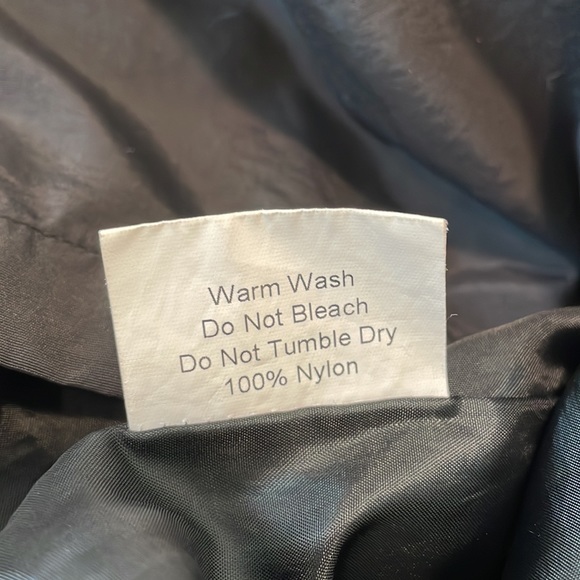 Warm Wash
Do Not Bleach
Do Not Tumble Dry
100% Nylon